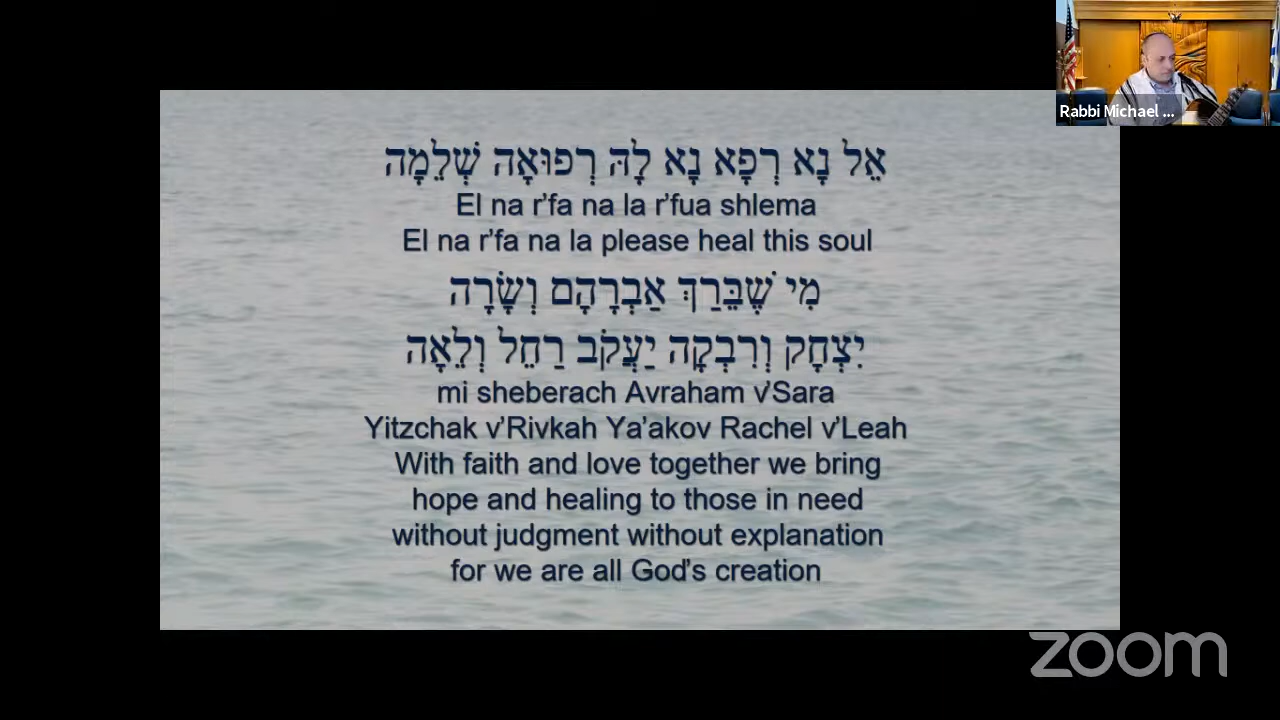 Rabbi Michael ...
אֵל נָא רְפָא נָא לָהּ רְפוּאָה שְׁלֵמָה
El na r'fa na la r'fua shlema
El na r'fa na la please heal this soul
מִי שֶׁבֵּרַךְ אַבְרָהָם וְשָׂרָה
יִצְחָק וְרִבְקָה יַעֲקֹב רַחֵל וְלֵאָה
mi sheberach Avraham v'Sara
Yitzchak v'Rivkah Ya'akov Rachel v'Leah
With faith and love together we bring
hope and healing to those in need
without judgment without explanation
for we are all God's creation
zoom